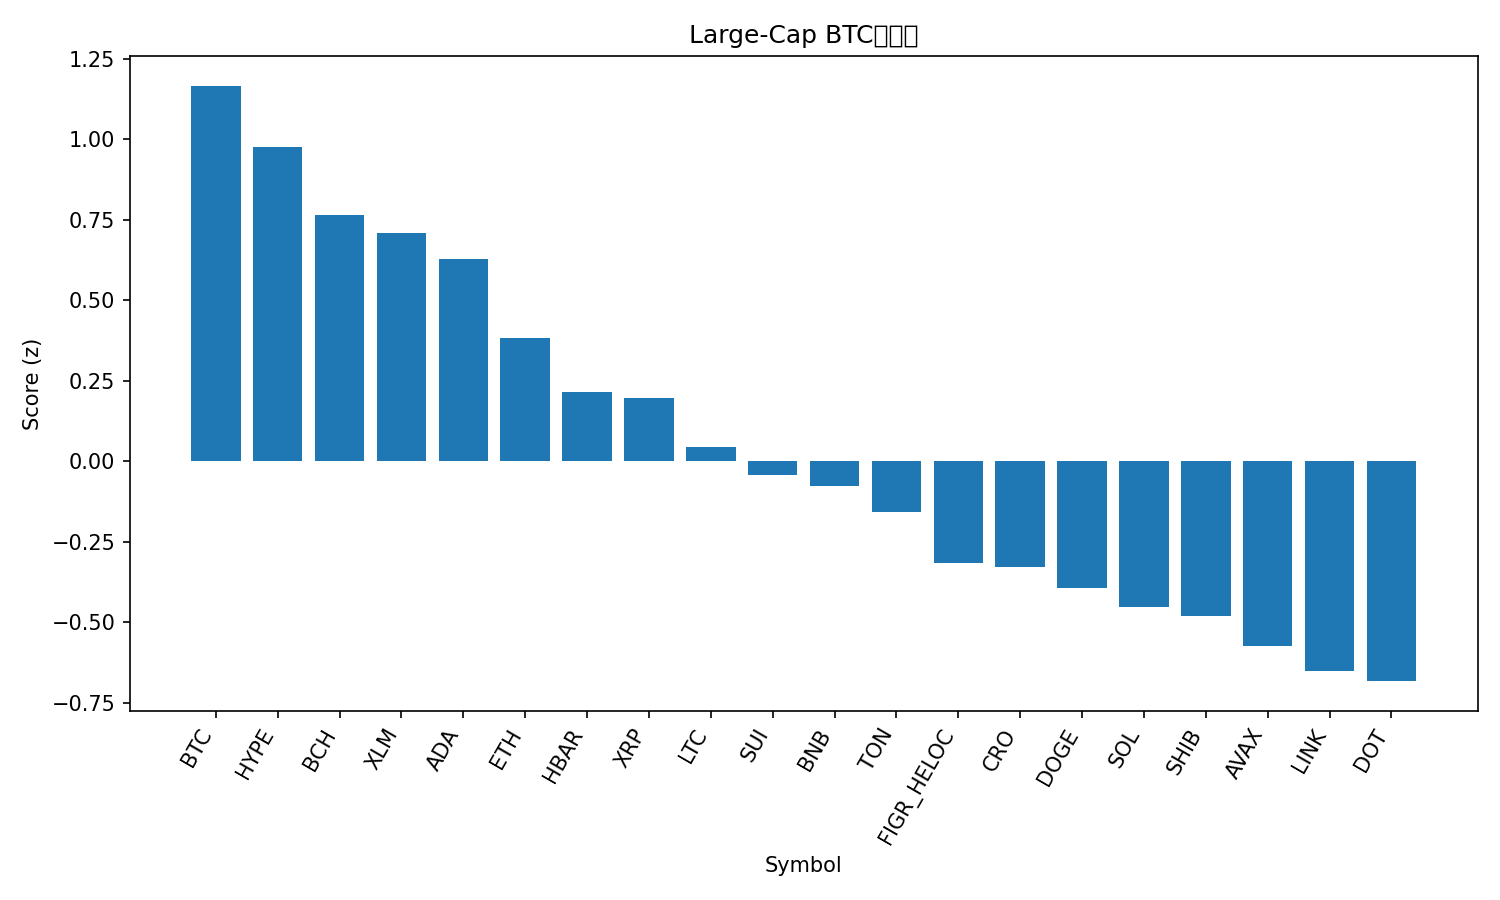 Large-Cap BTC
1.25
1.00
0.75
0.50
0.25
0.00
−0.25
−0.50
−0.75
Score (z)
BTC
HYPE
BCH
XLM
ADA
ETH
HBAR
XRP
LTC
SUI
BNB
TON
FIGR_HELOC
CRO
DOGE
SOL
SHIB
AVAX
LINK
DOT
Symbol